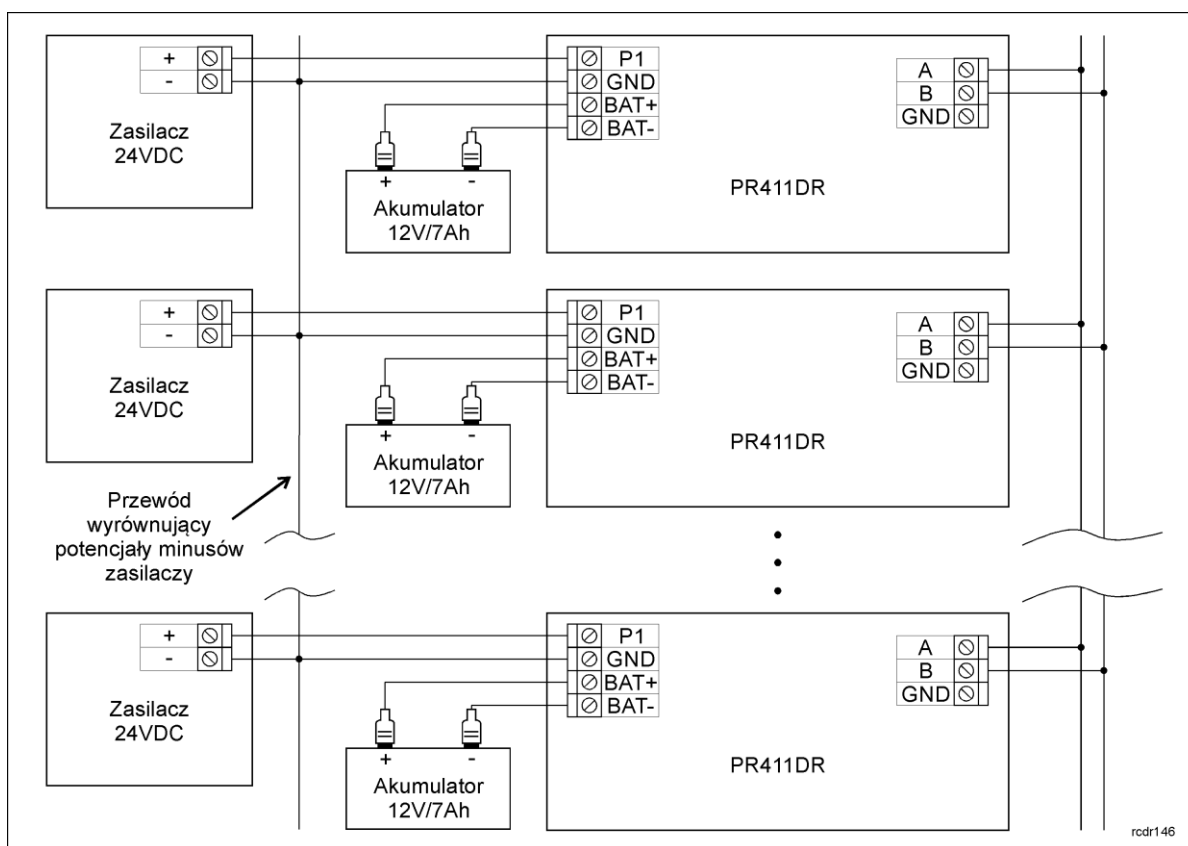 +
-
Zasilacz
24VDC
P1
GND
BAT+
BAT-
+ -
Akumulator
12V/7Ah
A
B
GND
PR411DR
+
-
Zasilacz
24VDC
P1
GND
BAT+
BAT-
+ -
Akumulator
12V/7Ah
A
B
GND
PR411DR
Przewód
wyrównujący
potencjały minusów
zasilaczy
+
-
Zasilacz
24VDC
P1
GND
BAT+
BAT-
+ -
Akumulator
12V/7Ah
A
B
GND
PR411DR
rcdr146